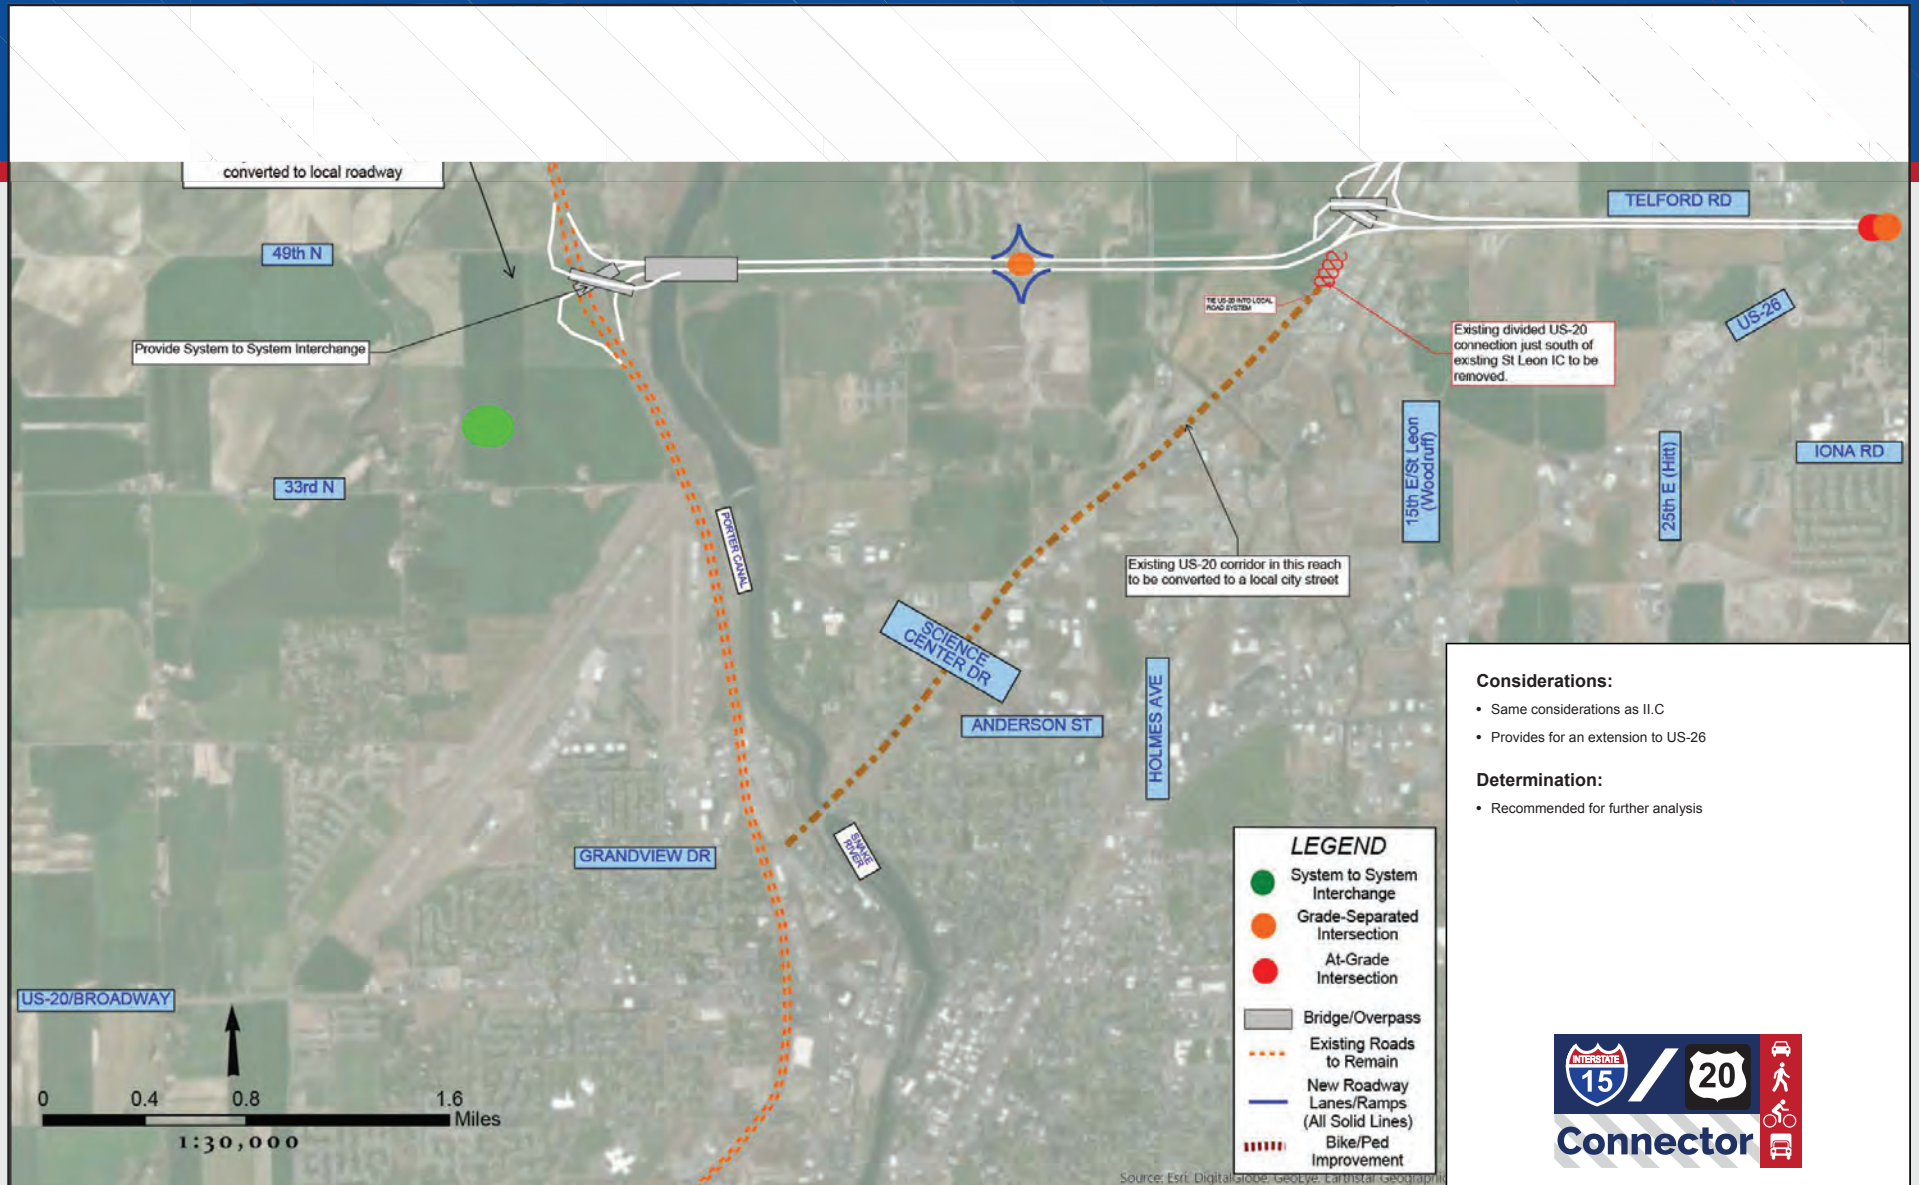 converted to local roadway
TELFORD RD
49th N
TIE US-20 INTO LOCAL
ROAD SYSTEM
US-26
Existing divided US-20
connection just south of
existing St Leon IC to be
removed.
Provide System to System Interchange
15th E/St Leon
(Woodruff)
25th E (Hitt)
IONA RD
33rd N
PORTER CANAL
Existing US-20 corridor in this reach
to be converted to a local city street
SCIENCE
CENTER DR
ANDERSON ST
HOLMES AVE
GRANDVIEW DR
SNAKE
RIVER
US-20/BROADWAY
0 0.4 0.8 1.6
Miles
1:30,000
LEGEND
System to System
Interchange
Grade-Separated
Intersection
At-Grade
Intersection
Bridge/Overpass
Existing Roads
to Remain
New Roadway
Lanes/Ramps
(All Solid Lines)
Bike/Ped
Improvement
Source: Esri, DigitalGlobe, GeoEye, Earthstar Geographic
Considerations:
• Same considerations as II.C
• Provides for an extension to US-26
Determination:
• Recommended for further analysis
INTERSTATE
15 / 20
Connector